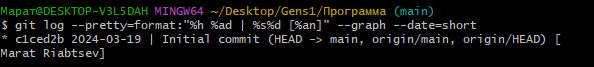 Марат@DESKTOP-V3L5DAH MINGW64 ~/Desktop/Gens1/Программа (main)
$ git log --pretty=format:"%h %ad | %s%d [%an]" --graph --date=short
* c1ced2b 2024-03-19 | Initial commit (HEAD -> main, origin/main, origin/HEAD) [
Marat Riabtsev]